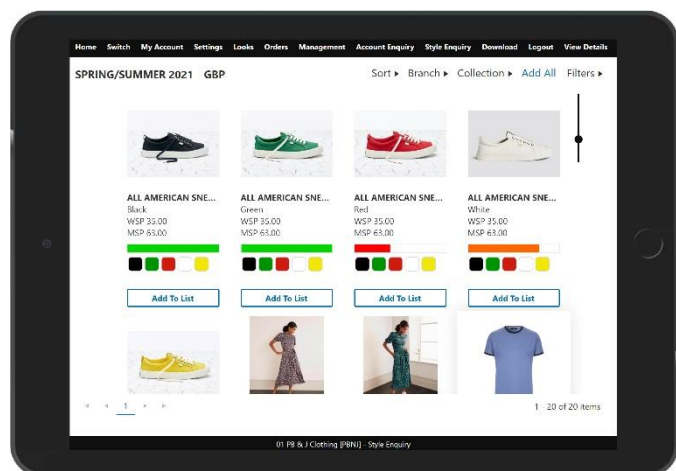 Home Switch My Account Settings Looks Orders Management Account Enquiry Style Enquiry Download Logout View Details
SPRING/SUMMER 2021 GBP Sort Branch Collection Add All Filters
ALL AMERICAN SNE... ALL AMERICAN SNE... ALL AMERICAN SNE... ALL AMERICAN SNE...
Black Green Red White
WSP 35.00 WSP 35.00 WSP 35.00 WSP 35.00
MSP 63.00 MSP 63.00 MSP 63.00 MSP 63.00
Add To List Add To List Add To List Add To List
1 1 - 20 of 20 items
01 PB & J Clothing [PBNJ] - Style Enquiry